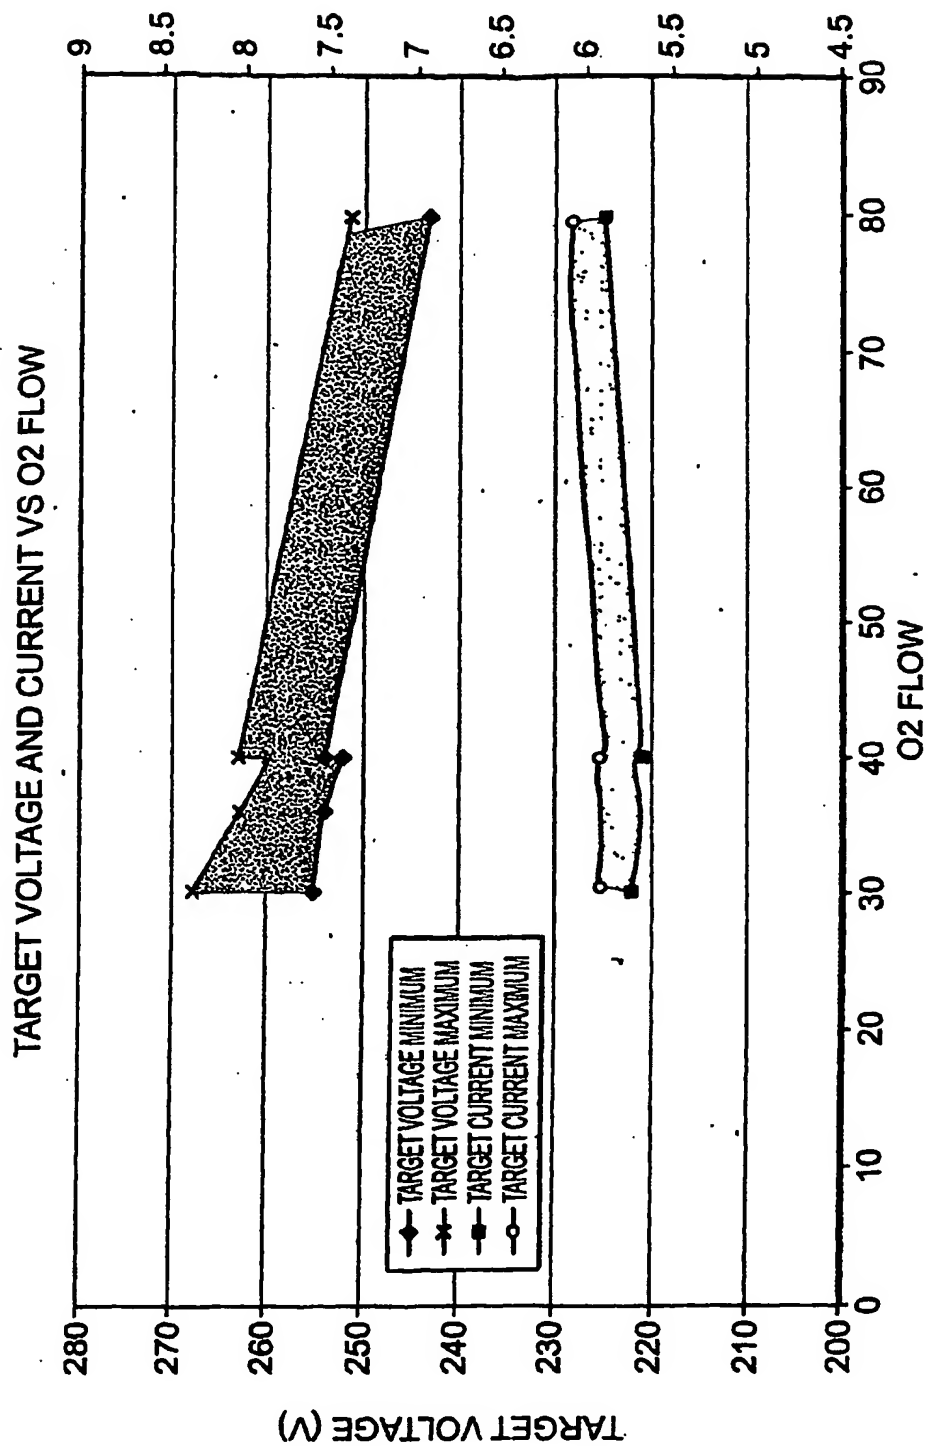 TARGET VOLTAGE AND CURRENT VS O2 FLOW
TARGET VOLTAGE (V)
280
270
260
250
240
230
220
210
200
9
8.5
8
7.5
7
6.5
6
5.5
5
4.5
TARGET VOLTAGE MINIMUM
TARGET VOLTAGE MAXIMUM
TARGET CURRENT MINIMUM
TARGET CURRENT MAXIMUM
0 10 20 30 40 50 60 70 80 90
O2 FLOW